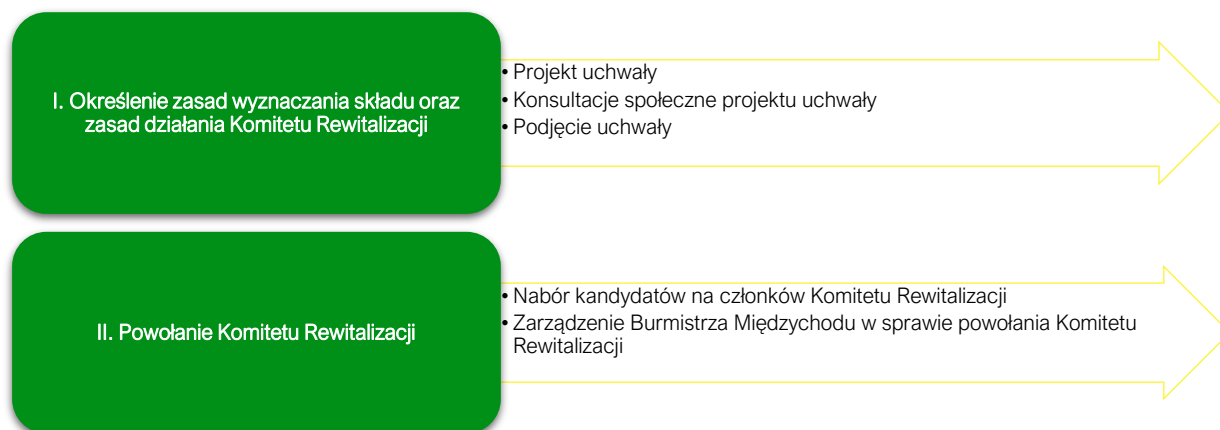 I. Określenie zasad wyznaczania składu oraz
zasad działania Komitetu Rewitalizacji
• Projekt uchwały
• Konsultacje społeczne projektu uchwały
• Podjęcie uchwały
II. Powołanie Komitetu Rewitalizacji
• Nabór kandydatów na członków Komitetu Rewitalizacji
• Zarządzenie Burmistrza Międzychodu w sprawie powołania Komitetu
Rewitalizacji